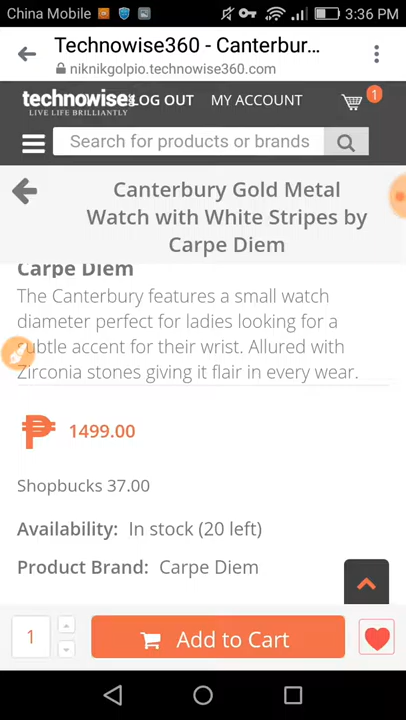 China Mobile
3:36 PM
Technowise360 - Canterbur...
niknikgolpio.technowise360.com
technowise
LIVE LIFE BRILLIANTLY
LOG OUT MY ACCOUNT
1
Search for products or brands
Canterbury Gold Metal
Watch with White Stripes by
Carpe Diem
Carpe Diem
The Canterbury features a small watch
diameter perfect for ladies looking for a
subtle accent for their wrist. Allured with
Zirconia stones giving it flair in every wear.
₱ 1499.00
Shopbucks 37.00
Availability: In stock (20 left)
Product Brand: Carpe Diem
1
Add to Cart